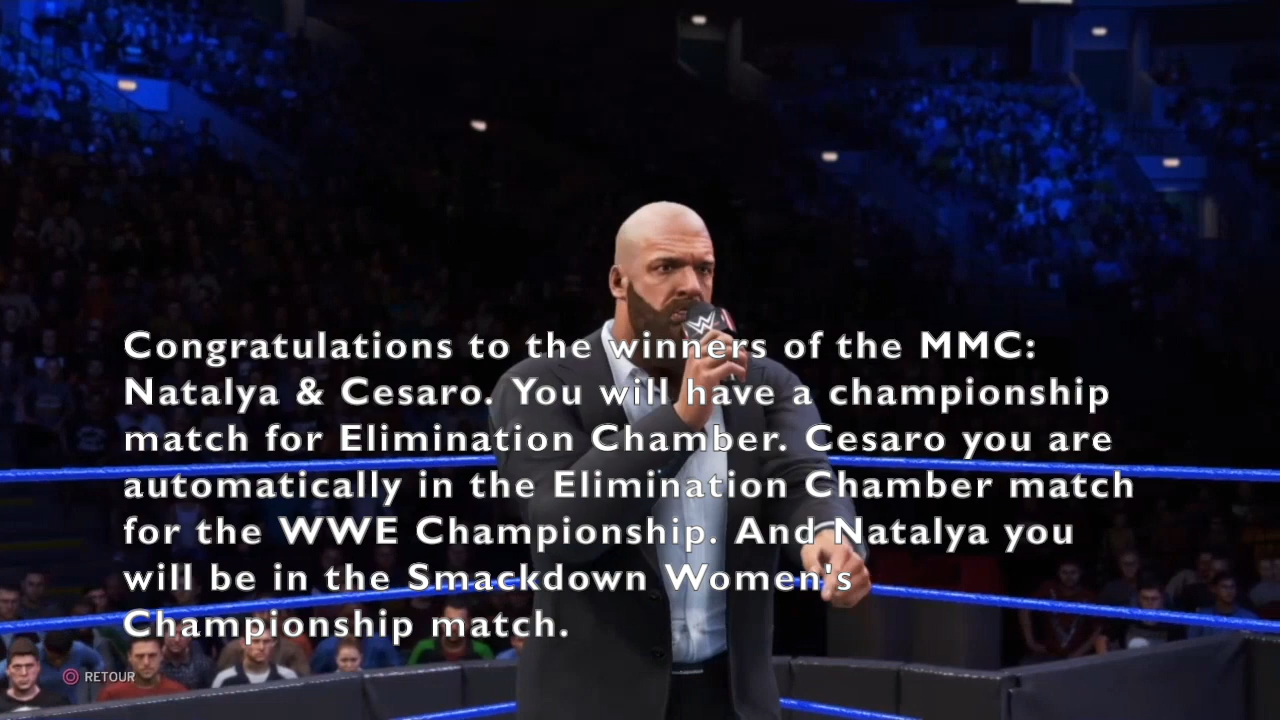 Congratulations to the winners of the MMC:
Natalya & Cesaro. You will have a championship
match for Elimination Chamber. Cesaro you are
automatically in the Elimination Chamber match
for the WWE Championship. And Natalya you
will be in the Smackdown Women's
Championship match.
RETOUR